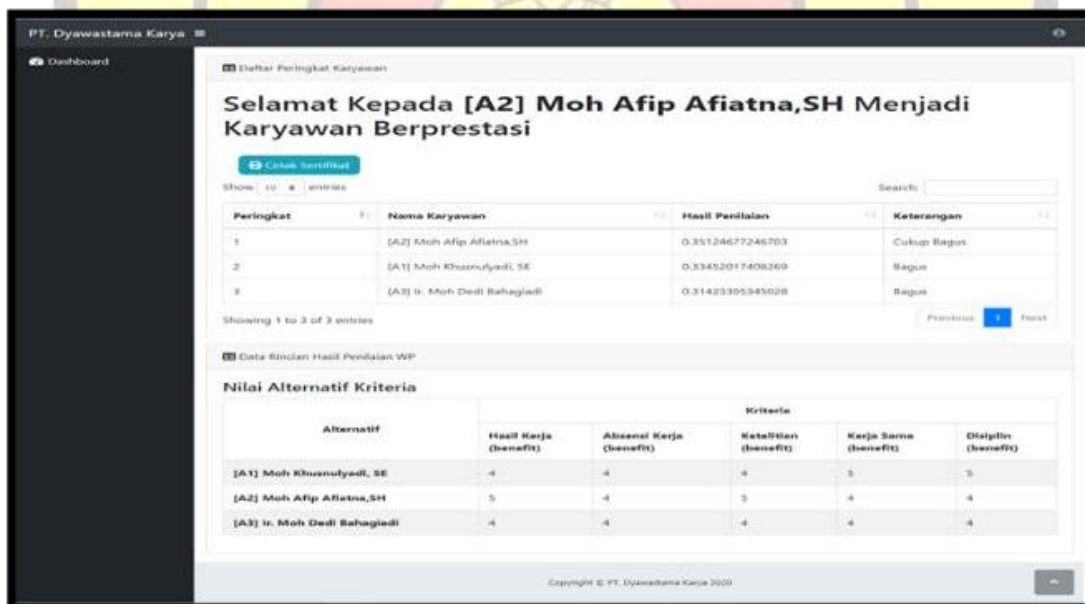 PT. Dyawastama Karya
Dashboard
Daftar Peringkat Karyawan
Selamat Kepada [A2] Moh Afip Afiatna,SH Menjadi
Karyawan Berprestasi
Cetak Sertifikat
Show 10 entries Search:
Peringkat Nama Karyawan Hasil Penilaian Keterangan
1 [A2] Moh Afip Afiatna,SH 0.35124677246703 Cukup Bagus
2 [A1] Moh Khusnulyadi, SE 0.33452017408269 Bagus
3 [A3] Ir. Moh Dedi Bahagiadi 0.31423305345028 Bagus
Showing 1 to 3 of 3 entries Previous 1 Next
Data Rincian Hasil Penilaian WP
Nilai Alternatif Kriteria
Alternatif Kriteria
Hasil Kerja (benefit) Absensi Kerja (benefit) Ketelitian (benefit) Kerja Sama (benefit) Disiplin (benefit)
[A1] Moh Khusnulyadi, SE 4 4 4 5 5
[A2] Moh Afip Afiatna,SH 5 4 5 4 4
[A3] Ir. Moh Dedi Bahagiadi 4 4 4 4 4
Copyright © PT. Dyawastama Karya 2020